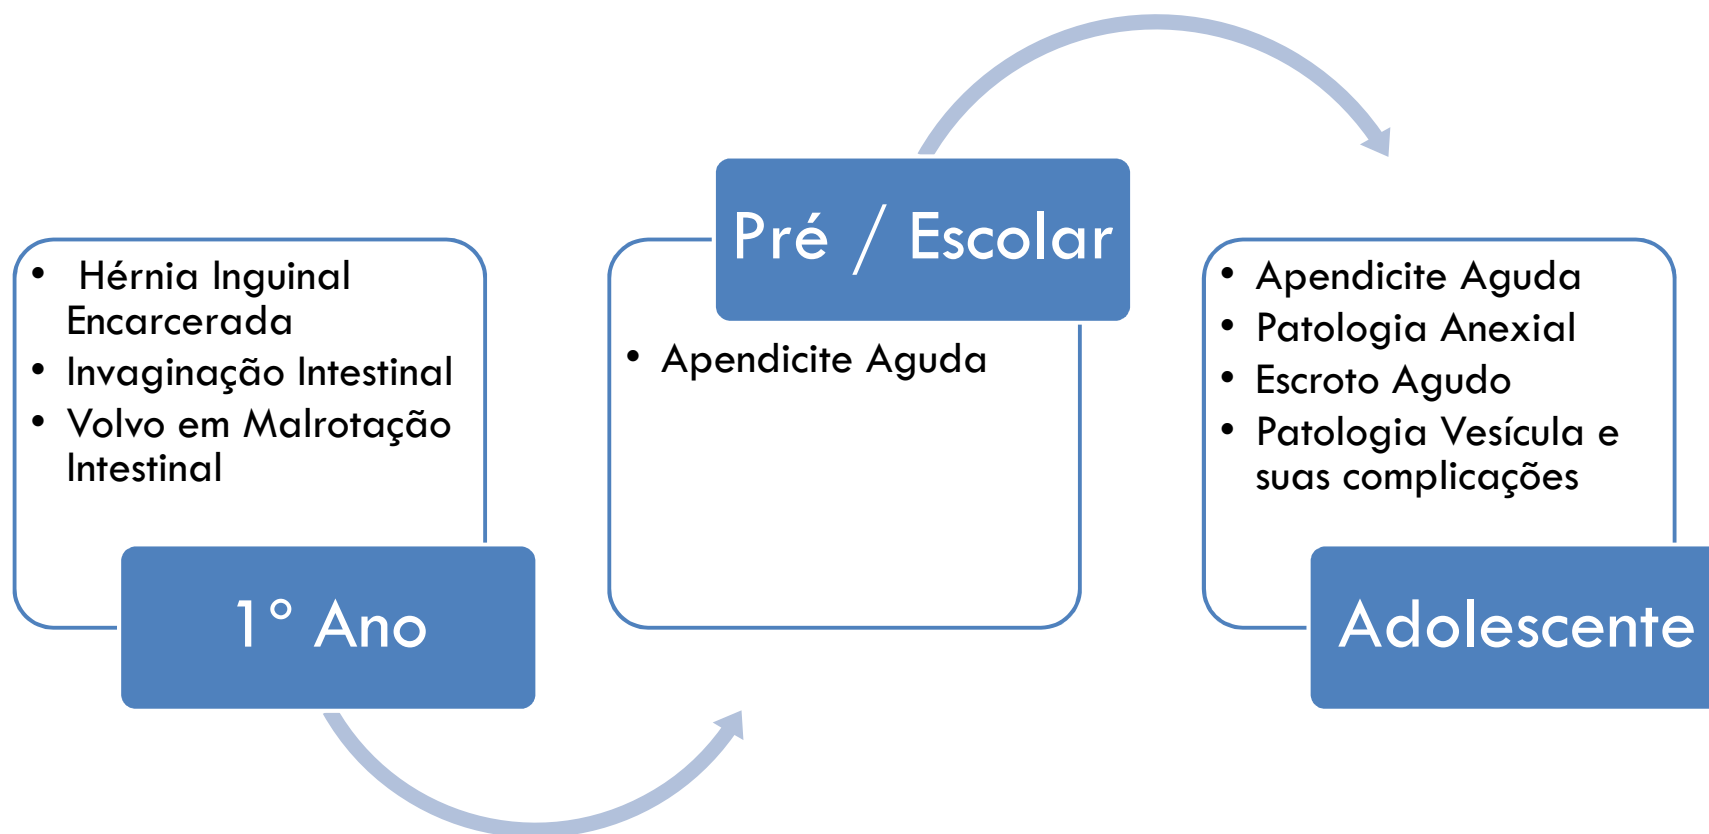 • Hérnia Inguinal
Encarcerada
• Invaginação Intestinal
• Volvo em Malrotação
Intestinal
1º Ano
Pré / Escolar
• Apendicite Aguda
• Apendicite Aguda
• Patologia Anexial
• Escroto Agudo
• Patologia Vesícula e
suas complicações
Adolescente